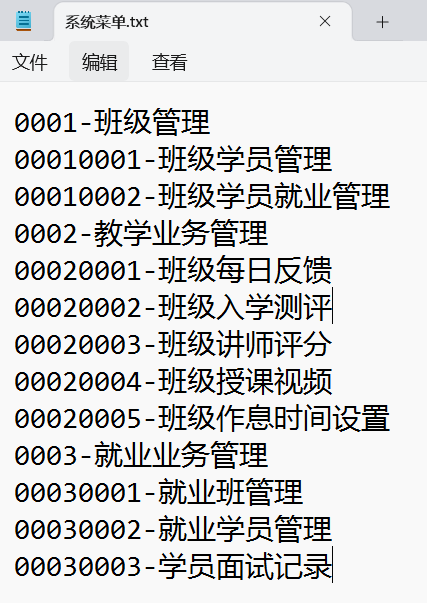 系统菜单.txt
文件 编辑 查看
0001-班级管理
00010001-班级学员管理
00010002-班级学员就业管理
0002-教学业务管理
00020001-班级每日反馈
00020002-班级入学测评
00020003-班级讲师评分
00020004-班级授课视频
00020005-班级作息时间设置
0003-就业业务管理
00030001-就业班管理
00030002-就业学员管理
00030003-学员面试记录